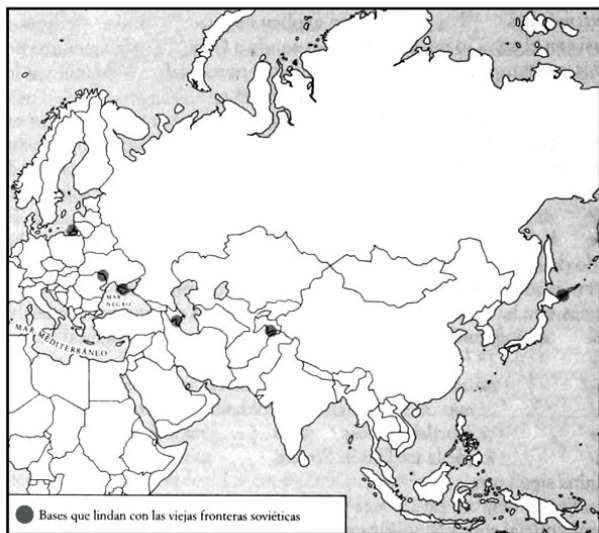 MAR
NEGRO
MAR MEDITERRÁNEO
Bases que lindan con las viejas fronteras soviéticas